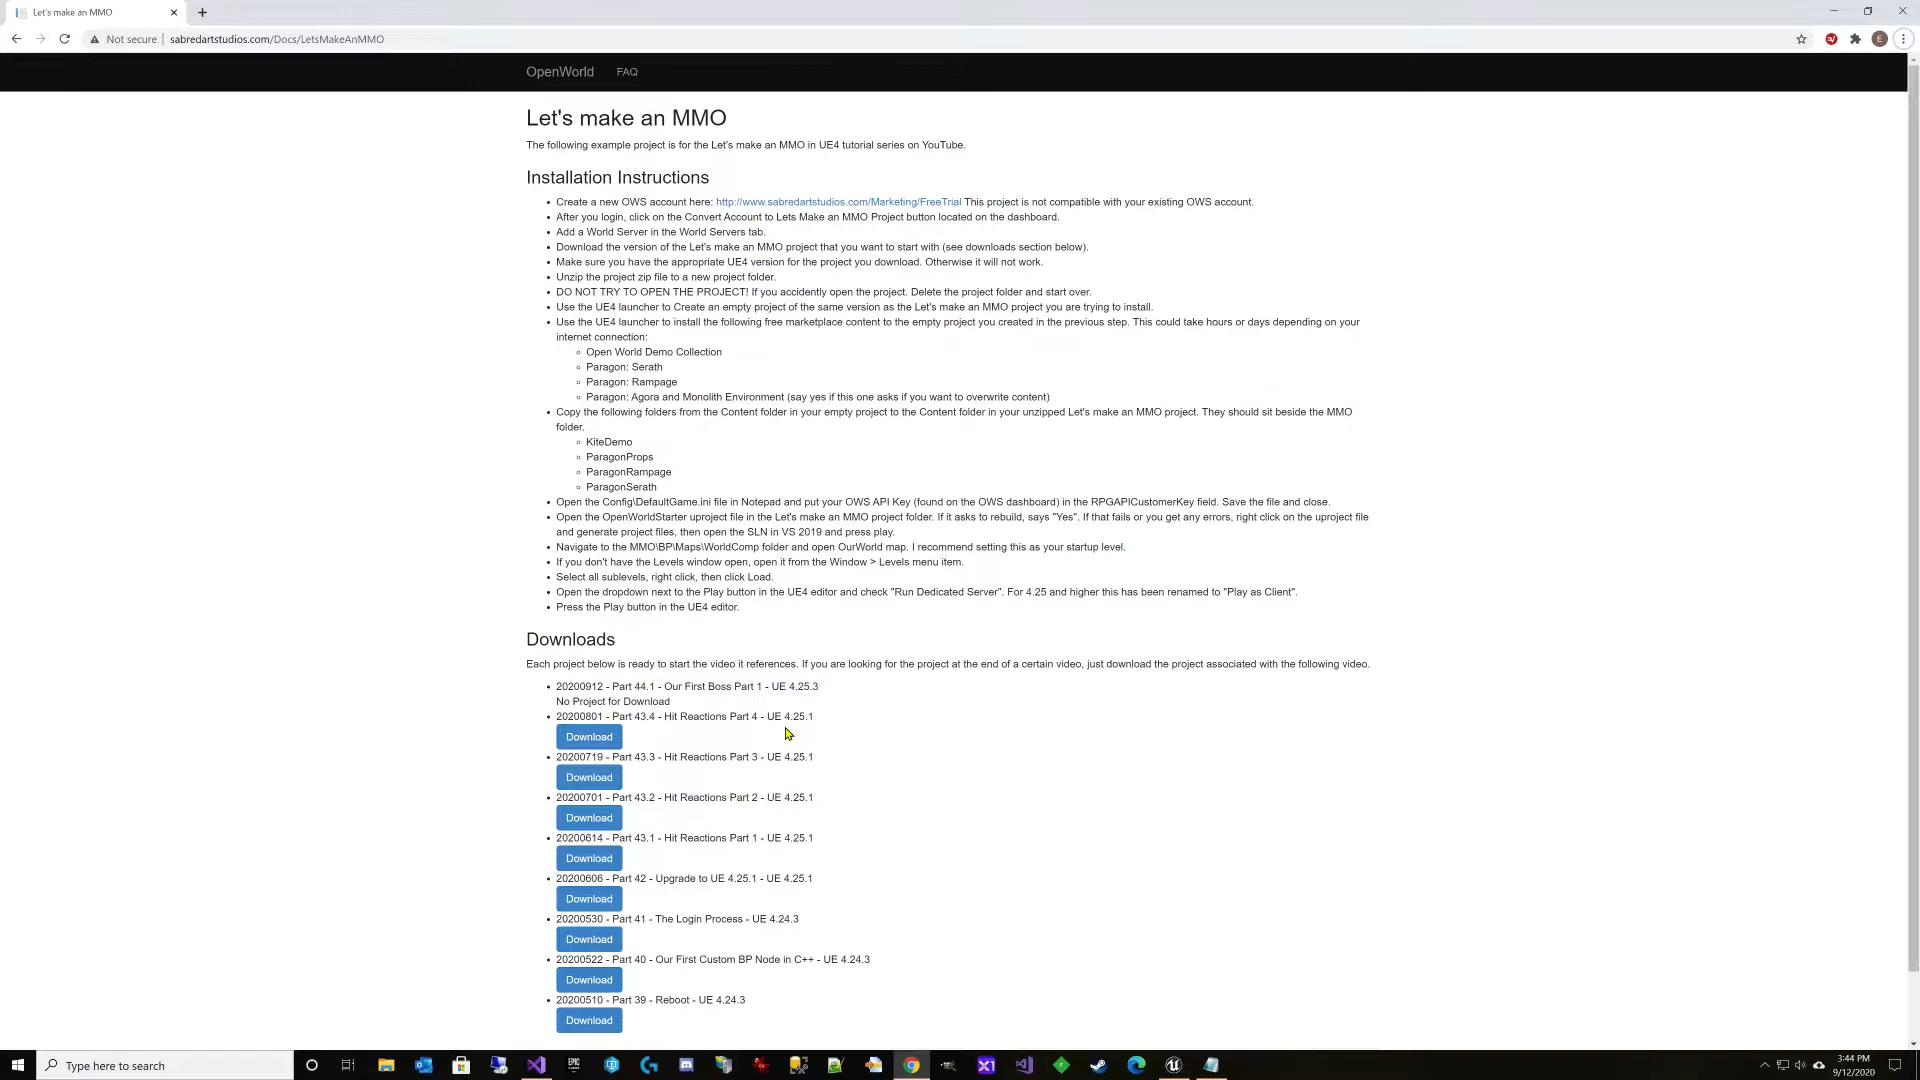 Let's make an MMO
Not secure | sabredartstudios.com/Docs/LetsMakeAnMMO
E
OpenWorld FAQ
Let's make an MMO
The following example project is for the Let's make an MMO in UE4 tutorial series on YouTube.
Installation Instructions
Create a new OWS account here: http://www.sabredartstudios.com/Marketing/FreeTrial This project is not compatible with your existing OWS account.
After you login, click on the Convert Account to Lets Make an MMO Project button located on the dashboard.
Add a World Server in the World Servers tab.
Download the version of the Let's make an MMO project that you want to start with (see downloads section below).
Make sure you have the appropriate UE4 version for the project you download. Otherwise it will not work.
Unzip the project zip file to a new project folder.
DO NOT TRY TO OPEN THE PROJECT! If you accidently open the project. Delete the project folder and start over.
Use the UE4 launcher to Create an empty project of the same version as the Let's make an MMO project you are trying to install.
Use the UE4 launcher to install the following free marketplace content to the empty project you created in the previous step. This could take hours or days depending on your
internet connection:
Open World Demo Collection
Paragon: Serath
Paragon: Rampage
Paragon: Agora and Monolith Environment (say yes if this one asks if you want to overwrite content)
Copy the following folders from the Content folder in your empty project to the Content folder in your unzipped Let's make an MMO project. They should sit beside the MMO
folder.
KiteDemo
ParagonProps
ParagonRampage
ParagonSerath
Open the Config\DefaultGame.ini file in Notepad and put your OWS API Key (found on the OWS dashboard) in the RPGAPICustomerKey field. Save the file and close.
Open the OpenWorldStarter uproject file in the Let's make an MMO project folder. If it asks to rebuild, says "Yes". If that fails or you get any errors, right click on the uproject file
and generate project files, then open the SLN in VS 2019 and press play.
Navigate to the MMO\BP\Maps\WorldComp folder and open OurWorld map. I recommend setting this as your startup level.
If you don't have the Levels window open, open it from the Window > Levels menu item.
Select all sublevels, right click, then click Load.
Open the dropdown next to the Play button in the UE4 editor and check "Run Dedicated Server". For 4.25 and higher this has been renamed to "Play as Client".
Press the Play button in the UE4 editor.
Downloads
Each project below is ready to start the video it references. If you are looking for the project at the end of a certain video, just download the project associated with the following video.
20200912 - Part 44.1 - Our First Boss Part 1 - UE 4.25.3
No Project for Download
20200801 - Part 43.4 - Hit Reactions Part 4 - UE 4.25.1
Download
20200719 - Part 43.3 - Hit Reactions Part 3 - UE 4.25.1
Download
20200701 - Part 43.2 - Hit Reactions Part 2 - UE 4.25.1
Download
20200614 - Part 43.1 - Hit Reactions Part 1 - UE 4.25.1
Download
20200606 - Part 42 - Upgrade to UE 4.25.1 - UE 4.25.1
Download
20200530 - Part 41 - The Login Process - UE 4.24.3
Download
20200522 - Part 40 - Our First Custom BP Node in C++ - UE 4.24.3
Download
20200510 - Part 39 - Reboot - UE 4.24.3
Download
Type here to search
X1
3:44 PM
9/12/2020